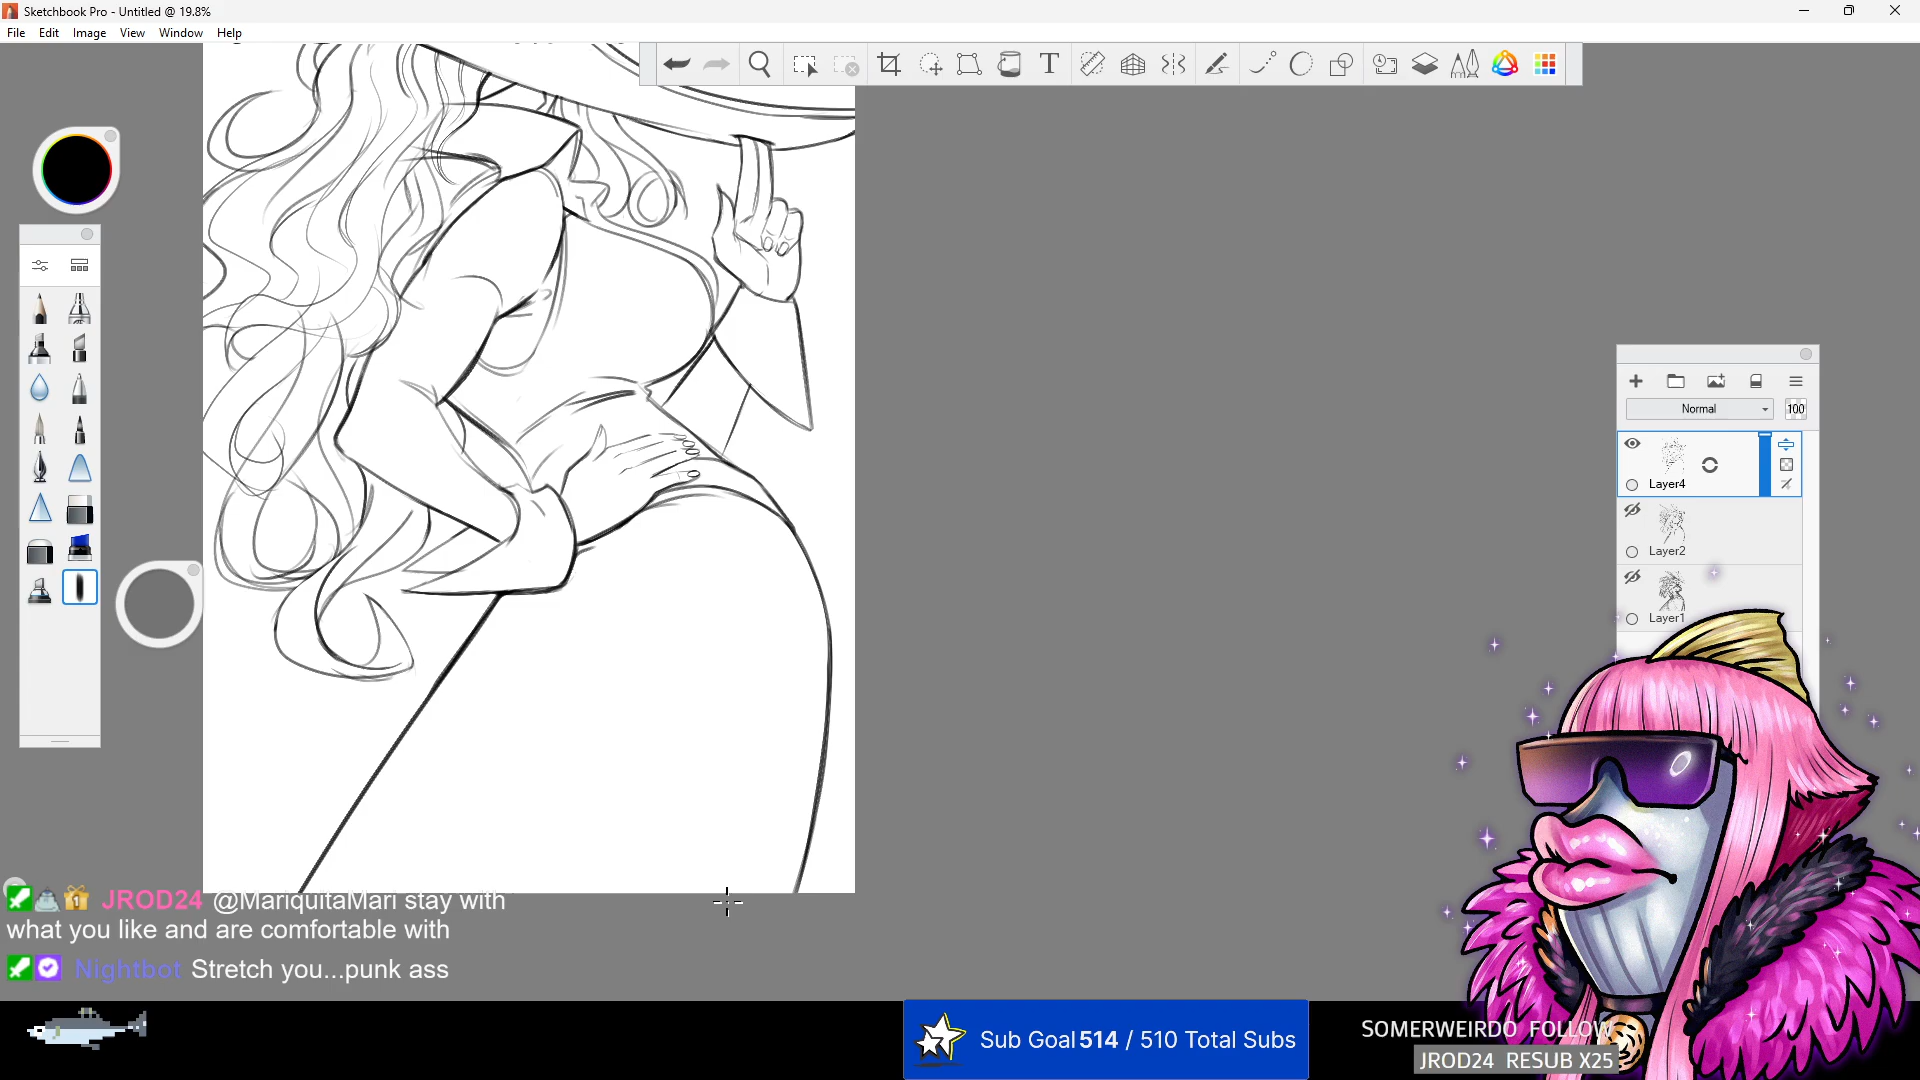 Sketchbook Pro - Untitled @ 19.8%
File Edit Image View Window Help
Normal 100
Layer4
Layer2
Layer1
JROD24 @MariquitaMari stay with
what you like and are comfortable with
Nightbot Stretch you...punk ass
Sub Goal 514 / 510 Total Subs
SOMERWEIRDO FOLLOW
JROD24 RESUB X25